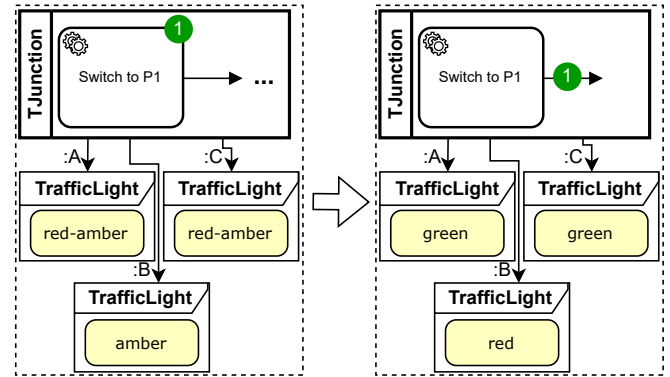 TJunction
1
Switch to P1
...
:A
:C
TrafficLight
red-amber
TrafficLight
red-amber
:B
TrafficLight
amber
TJunction
Switch to P1
1
:A
:C
TrafficLight
green
TrafficLight
green
:B
TrafficLight
red